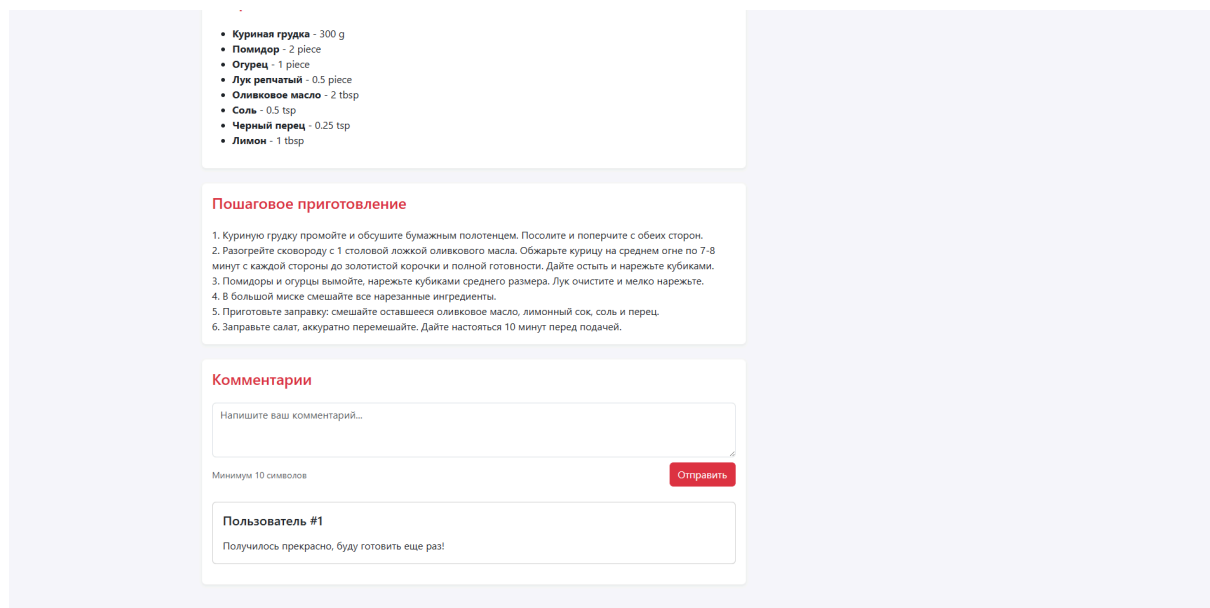 Куриная грудка - 300 g
Помидор - 2 piece
Огурец - 1 piece
Лук репчатый - 0.5 piece
Оливковое масло - 2 tbsp
Соль - 0.5 tsp
Черный перец - 0.25 tsp
Лимон - 1 tbsp
Пошаговое приготовление
1. Куриную грудку промойте и обсушите бумажным полотенцем. Посолите и поперчите с обеих сторон.
2. Разогрейте сковороду с 1 столовой ложкой оливкового масла. Обжарьте курицу на среднем огне по 7-8
минут с каждой стороны до золотистой корочки и полной готовности. Дайте остыть и нарежьте кубиками.
3. Помидоры и огурцы вымойте, нарежьте кубиками среднего размера. Лук очистите и мелко нарежьте.
4. В большой миске смешайте все нарезанные ингредиенты.
5. Приготовьте заправку: смешайте оставшееся оливковое масло, лимонный сок, соль и перец.
6. Заправьте салат, аккуратно перемешайте. Дайте настояться 10 минут перед подачей.
Комментарии
Напишите ваш комментарий...
Минимум 10 символов
Отправить
Пользователь #1
Получилось прекрасно, буду готовить еще раз!